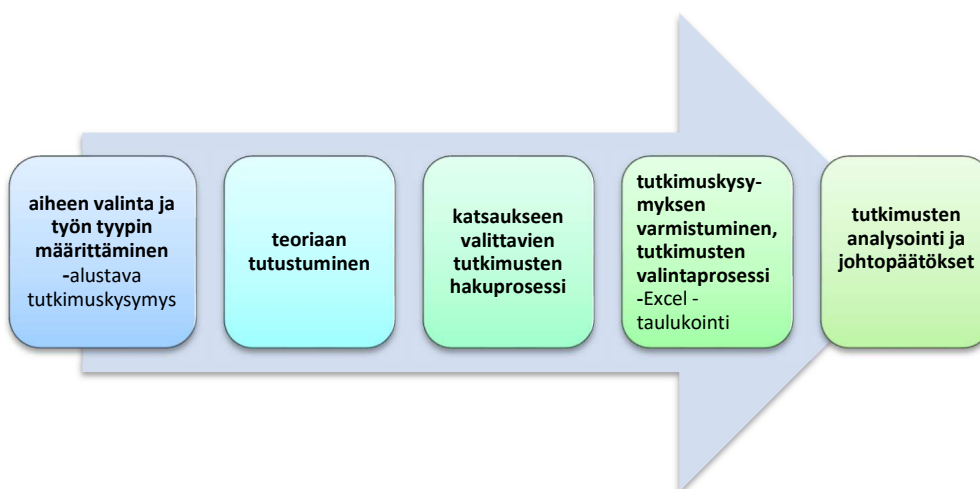 aiheen valinta ja
työn tyypin
määrittäminen
-alustava
tutkimuskysymys
teoriaan
tutustuminen
katsaukseen
valittavien
tutkimusten
hakuprosessi
tutkimuskysy-
myksen
varmistuminen,
tutkimusten
valintaprosessi
-Excel -
taulukointi
tutkimusten
analysointi ja
johtopäätökset